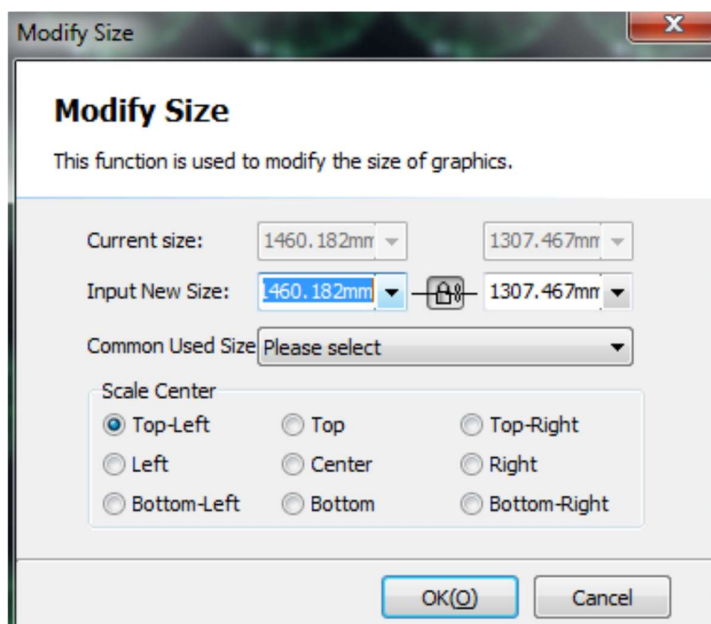 Modify Size
Modify Size
This function is used to modify the size of graphics.
Current size: 1460.182mm 1307.467mm
Input New Size: 1460.182mm 1307.467mm
Common Used Size Please select
Scale Center
Top-Left Top Top-Right
Left Center Right
Bottom-Left Bottom Bottom-Right
OK(O) Cancel